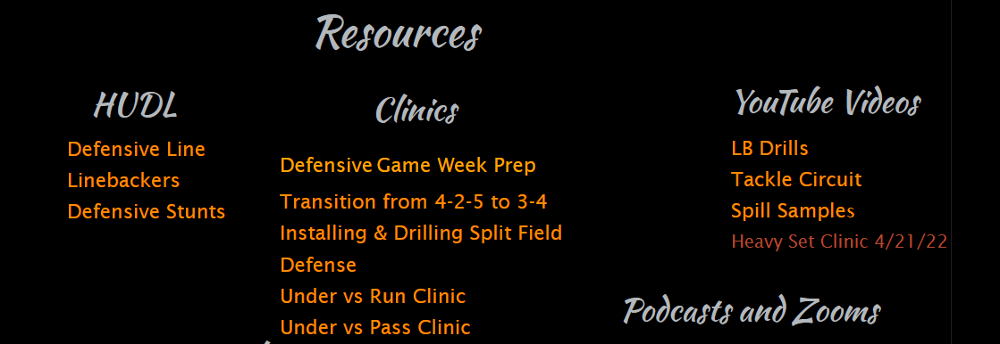 Resources
HUDL
Defensive Line
Linebackers
Defensive Stunts
Clinics
Defensive Game Week Prep
Transition from 4-2-5 to 3-4
Installing & Drilling Split Field
Defense
Under vs Run Clinic
Under vs Pass Clinic
YouTube Videos
LB Drills
Tackle Circuit
Spill Samples
Heavy Set Clinic 4/21/22
Podcasts and Zooms